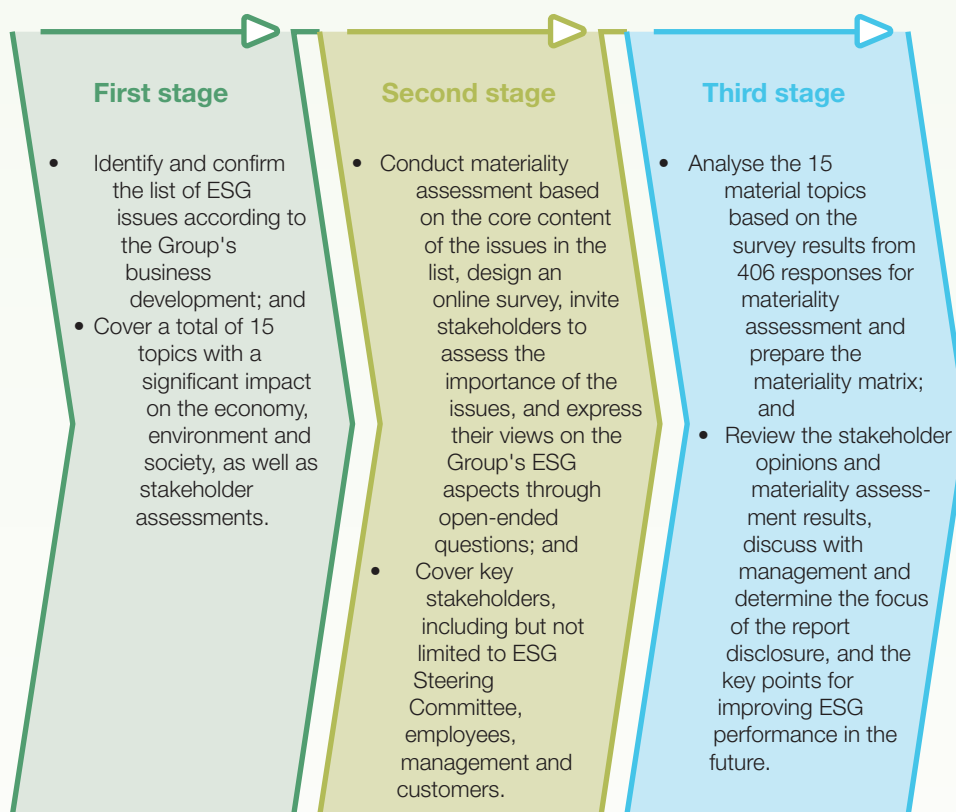 First stage
• Identify and confirm
the list of ESG
issues according to
the Group's
business
development; and
• Cover a total of 15
topics with a
significant impact
on the economy,
environment and
society, as well as
stakeholder
assessments.
Second stage
• Conduct materiality
assessment based
on the core content
of the issues in the
list, design an
online survey, invite
stakeholders to
assess the
importance of the
issues, and express
their views on the
Group's ESG
aspects through
open-ended
questions; and
• Cover key
stakeholders,
including but not
limited to ESG
Steering
Committee,
employees,
management and
customers.
Third stage
• Analyse the 15
material topics
based on the
survey results from
406 responses for
materiality
assessment and
prepare the
materiality matrix;
and
• Review the stakeholder
opinions and
materiality assess-
ment results,
discuss with
management and
determine the focus
of the report
disclosure, and the
key points for
improving ESG
performance in the
future.